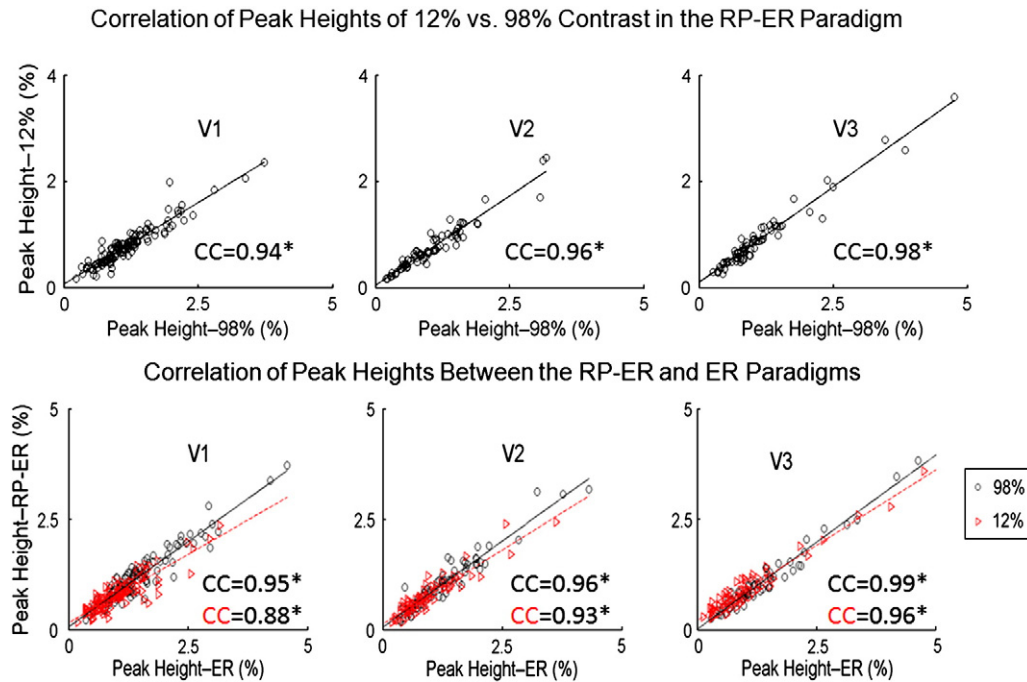 Correlation of Peak Heights of 12% vs. 98% Contrast in the RP-ER Paradigm
Peak Height–12% (%)
4
2
0
V1
CC=0.94*
0
2.5
5
Peak Height–98% (%)
4
2
0
V2
CC=0.96*
0
2.5
5
Peak Height–98% (%)
4
2
0
V3
CC=0.98*
0
2.5
5
Peak Height–98% (%)
Correlation of Peak Heights Between the RP-ER and ER Paradigms
Peak Height–RP-ER (%)
5
2.5
0
V1
CC=0.95*
CC=0.88*
0
2.5
5
Peak Height–ER (%)
5
2.5
0
V2
CC=0.96*
CC=0.93*
0
2.5
5
Peak Height–ER (%)
5
2.5
0
V3
CC=0.99*
CC=0.96*
0
2.5
5
Peak Height–ER (%)
98%
12%